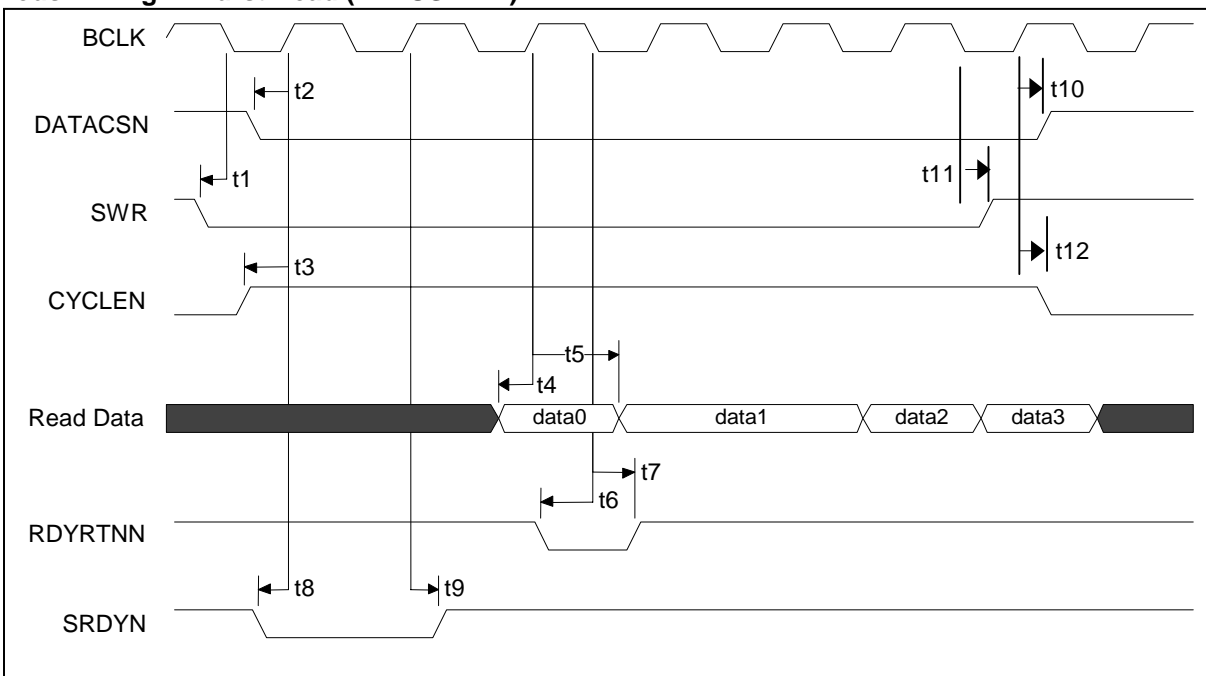 BCLK
t2
t10
DATACSN
t1
t11
SWR
t3
t12
CYCLEN
t5
t4
Read Data
data0
data1
data2
data3
t7
t6
RDYRTNN
t8
t9
SRDYN